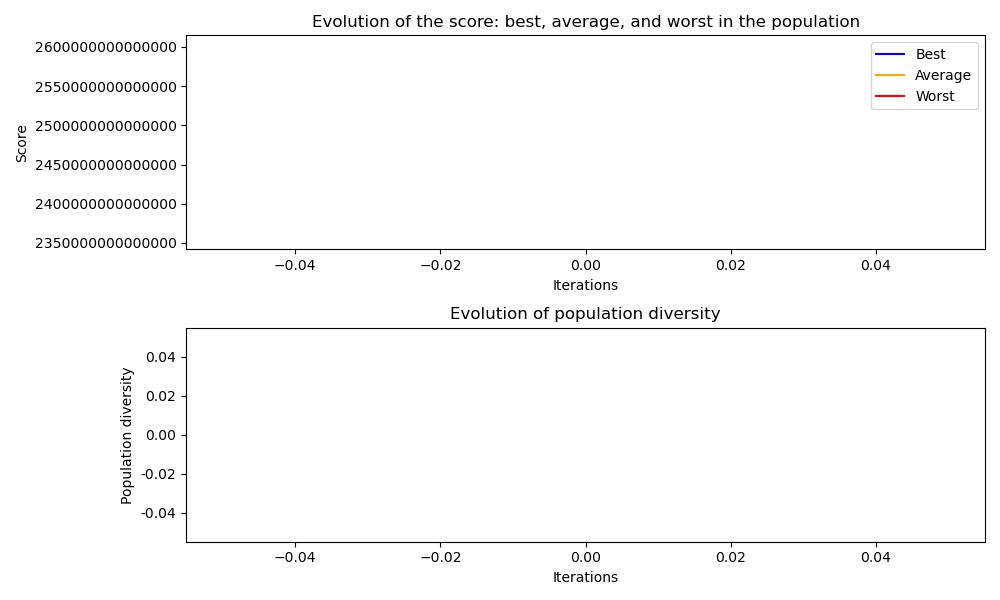 Evolution of the score: best, average, and worst in the population
2600000000000000
2550000000000000
2500000000000000
2450000000000000
2400000000000000
2350000000000000
Score
Best
Average
Worst
−0.04
−0.02
0.00
0.02
0.04
Iterations
Evolution of population diversity
0.04
0.02
0.00
-0.02
-0.04
Population diversity
−0.04
−0.02
0.00
0.02
0.04
Iterations